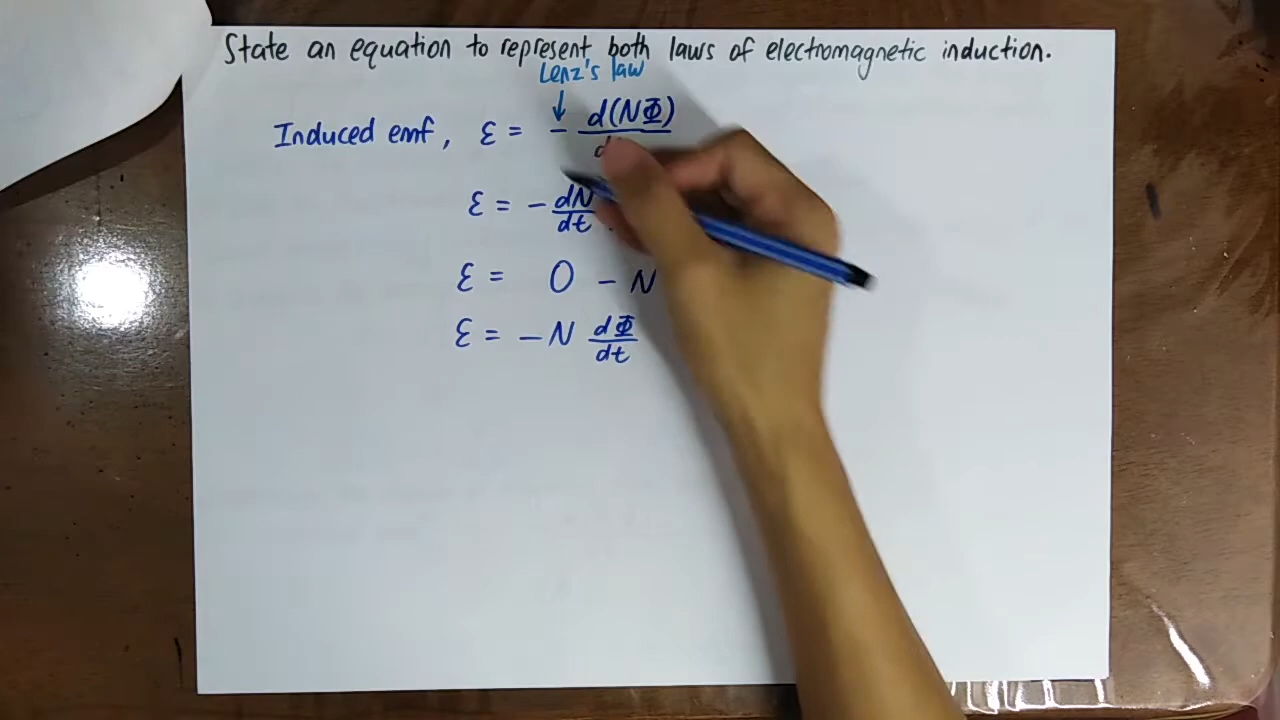 State an equation to represent both laws of electromagnetic induction.
Lenz's law
↓
Induced emf, ε = - d(NΦ)/d
ε = - dN/dt
ε = 0 - N
ε = - N dΦ/dt